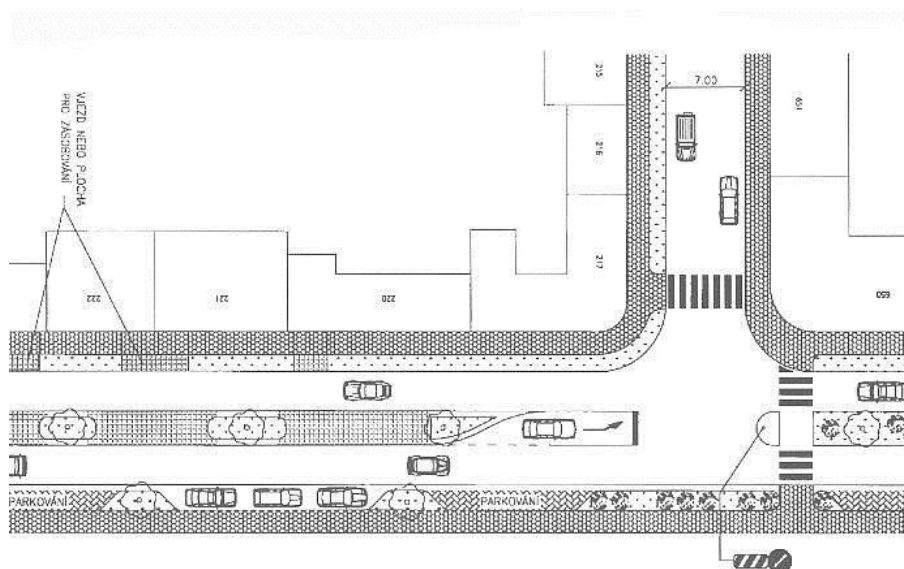 VJEZD NEBO PLOCHA
PRO ZÁSOBOVÁNÍ
215
216
217
7.00
651
650
222
221
220
PARKOVÁNÍ
PARKOVÁNÍ